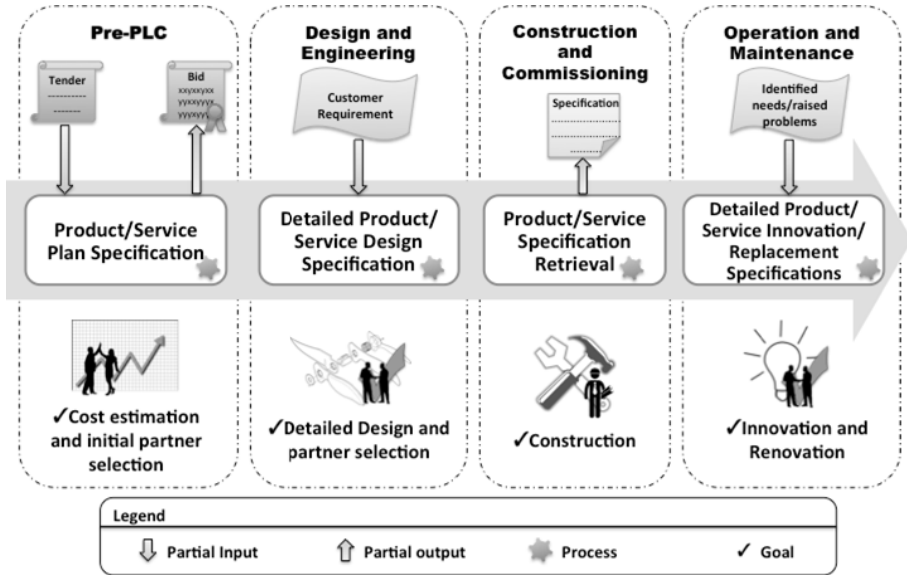 Pre-PLC
Tender
Bid
xxyxxyxx
yyxxyyyx
yyyxyyy
Product/Service
Plan Specification
✓Cost estimation
and initial partner
selection
Design and
Engineering
Customer
Requirement
Detailed Product/
Service Design
Specification
✓Detailed Design and
partner selection
Construction
and
Commissioning
Specification
Product/Service
Specification
Retrieval
✓Construction
Operation and
Maintenance
Identified
needs/raised
problems
Detailed Product/
Service Innovation/
Replacement
Specifications
✓Innovation and
Renovation
Legend
Partial Input
Partial output
Process
✓ Goal